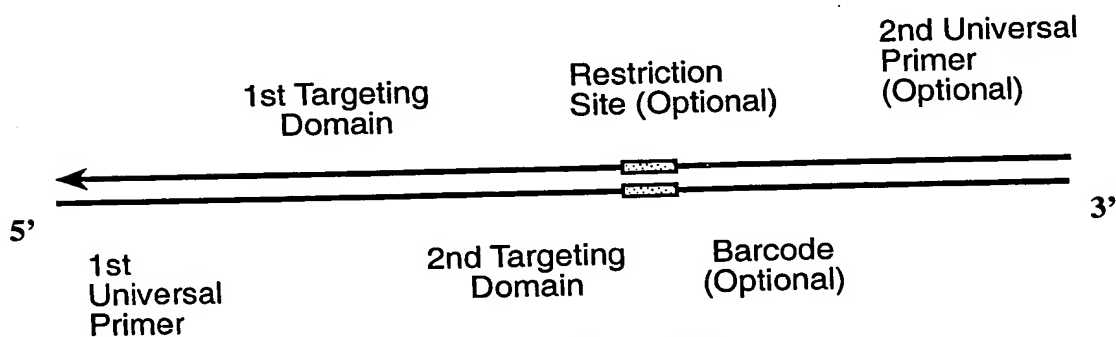 2nd Universal
Primer
(Optional)
Restriction
Site (Optional)
1st Targeting
Domain
5’
3’
1st
Universal
Primer
2nd Targeting
Domain
Barcode
(Optional)